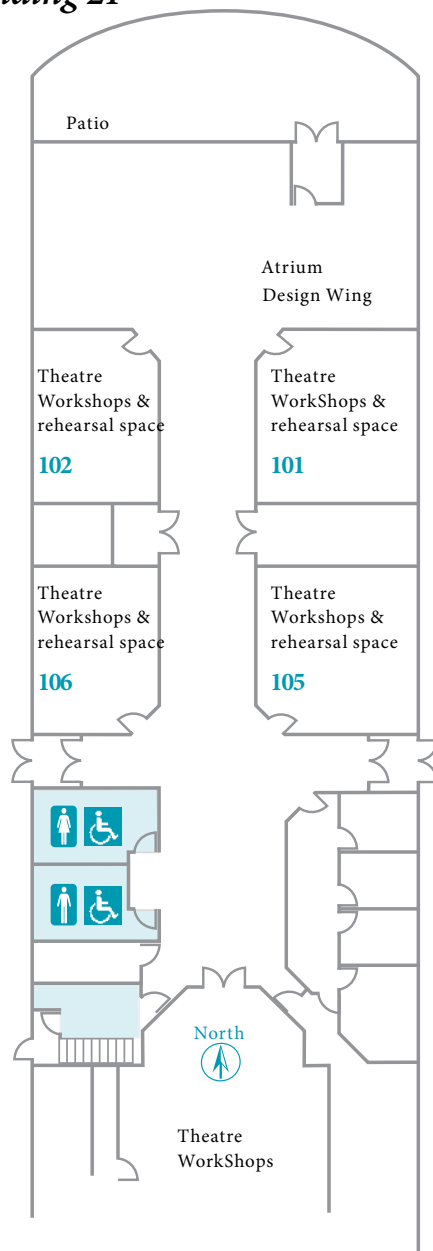 Patio
Atrium
Design Wing
Theatre
Workshops &
rehearsal space
102
Theatre
WorkShops &
rehearsal space
101
Theatre
Workshops &
rehearsal space
106
Theatre
Workshops &
rehearsal space
105
North
Theatre
WorkShops